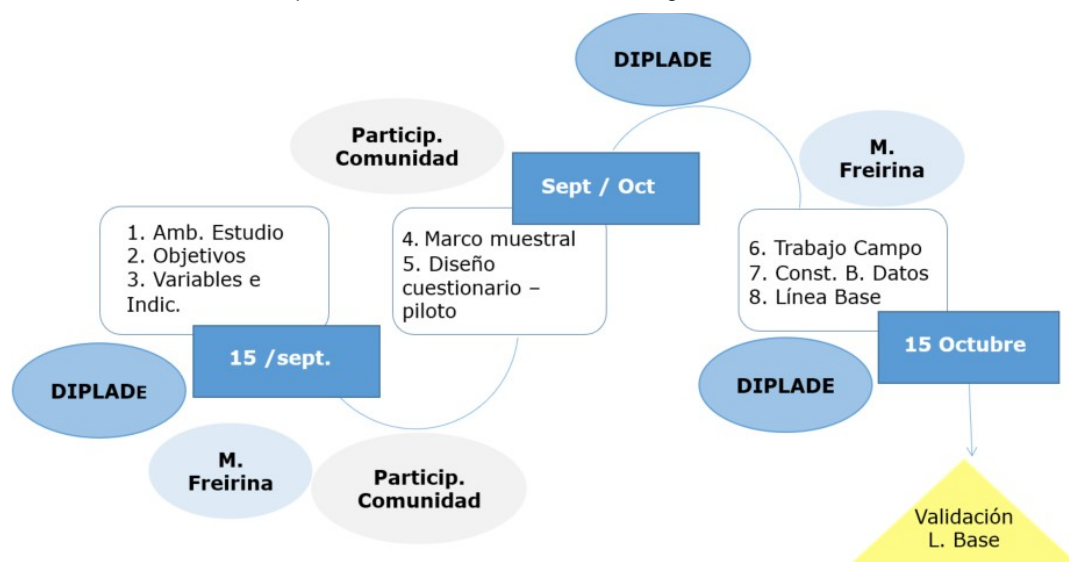 DIPLADE
Particip.
Comunidad
M.
Freirina
Sept / Oct
1. Amb. Estudio
2. Objetivos
3. Variables e
Indic.
4. Marco muestral
5. Diseño
cuestionario –
piloto
6. Trabajo Campo
7. Const. B. Datos
8. Línea Base
15 /sept.
15 Octubre
DIPLADE
DIPLADE
M.
Freirina
Particip.
Comunidad
Validación
L. Base